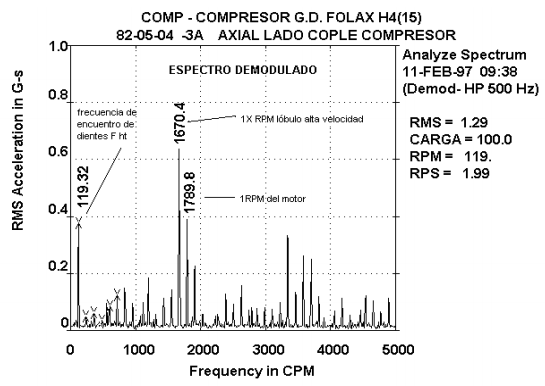 COMP - COMPRESOR G.D. FOLAX H4(15)
82-05-04 -3A AXIAL LADO COPLE COMPRESOR
1.0
0.8
0.6
0.4
0.2
0
RMS Acceleration in G-s
ESPECTRO DEMODULADO
frecuencia de
encuentro de
dientes F ht
119.32
1670.4
1789.8
1X RPM lóbulo alta velocidad
1RPM del motor
0 1000 2000 3000 4000 5000
Frequency in CPM
Analyze Spectrum
11-FEB-97 09:38
(Demod- HP 500 Hz)
RMS = 1.29
CARGA = 100.0
RPM = 119.
RPS = 1.99